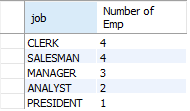 job Number of
Emp
CLERK 4
SALESMAN 4
MANAGER 3
ANALYST 2
PRESIDENT 1